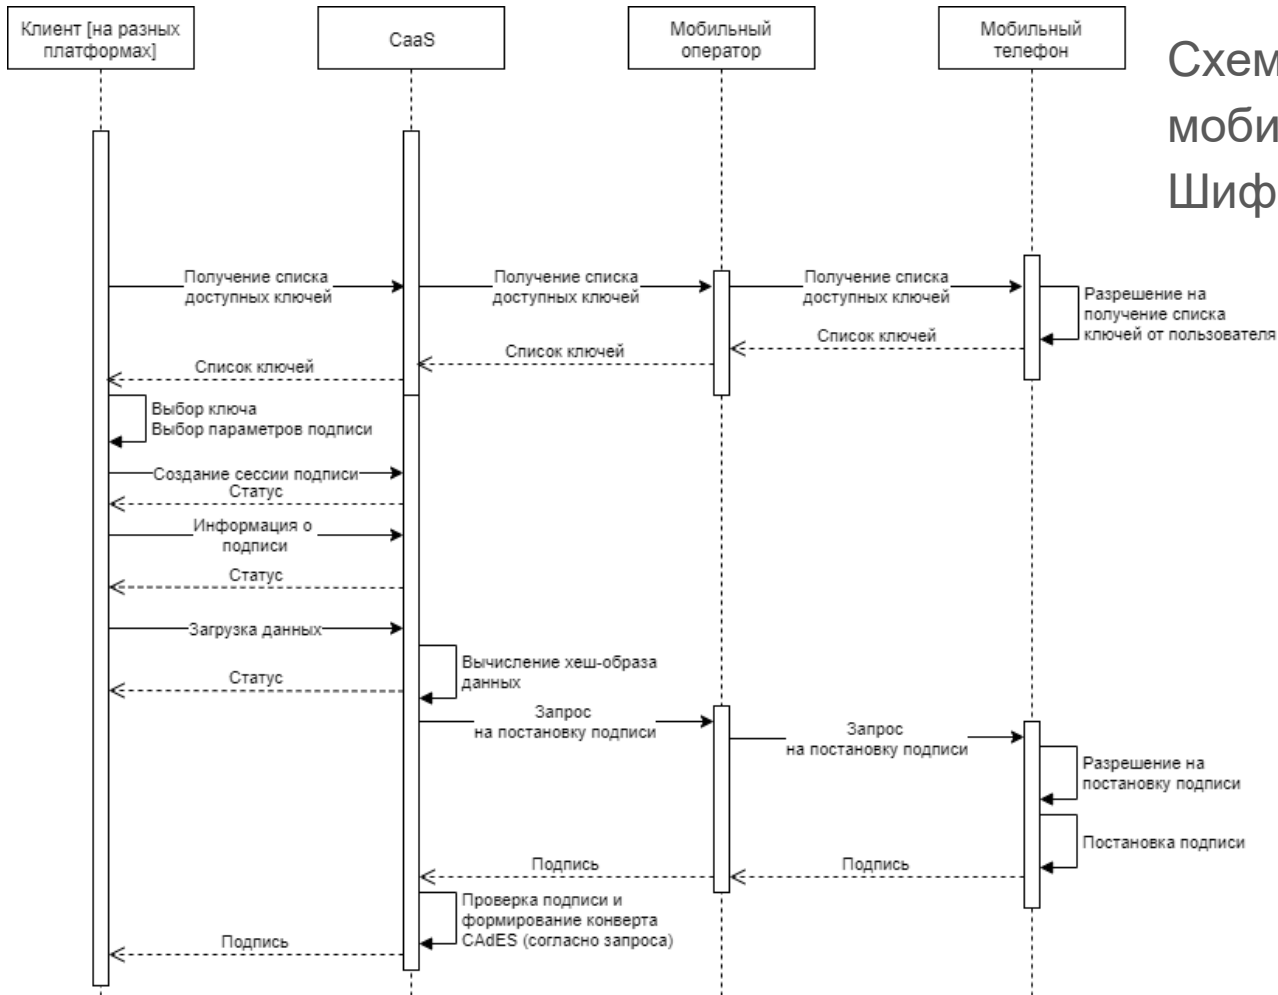 Клиент [на разных
платформах]
CaaS
Мобильный
оператор
Мобильный
телефон
Получение списка
доступных ключей
Получение списка
доступных ключей
Получение списка
доступных ключей
Разрешение на
получение списка
ключей от пользователя
Список ключей
Список ключей
Список ключей
Выбор ключа
Выбор параметров подписи
Создание сессии подписи
Статус
Информация о
подписи
Статус
Загрузка данных
Вычисление хеш-образа
данных
Статус
Запрос
на постановку подписи
Запрос
на постановку подписи
Разрешение на
постановку подписи
Постановка подписи
Подпись
Подпись
Проверка подписи и
формирование конверта
CAdES (согласно запроса)
Подпись